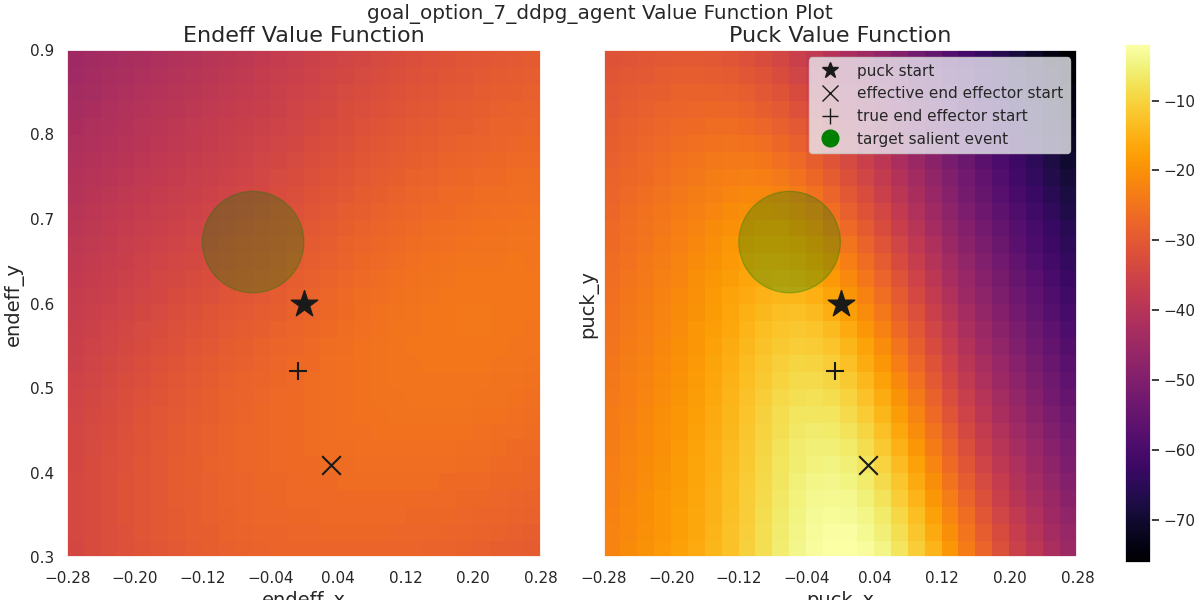 goal_option_7_ddpg_agent Value Function Plot
Endeff Value Function
Puck Value Function
0.9
0.8
0.7
0.6
0.5
0.4
0.3
endeff_y
−0.28 −0.20 −0.12 −0.04 0.04 0.12 0.20 0.28
endeff_x
puck_y
puck start
effective end effector start
true end effector start
target salient event
−0.28 −0.20 −0.12 −0.04 0.04 0.12 0.20 0.28
puck_x
−10
−20
−30
−40
−50
−60
−70